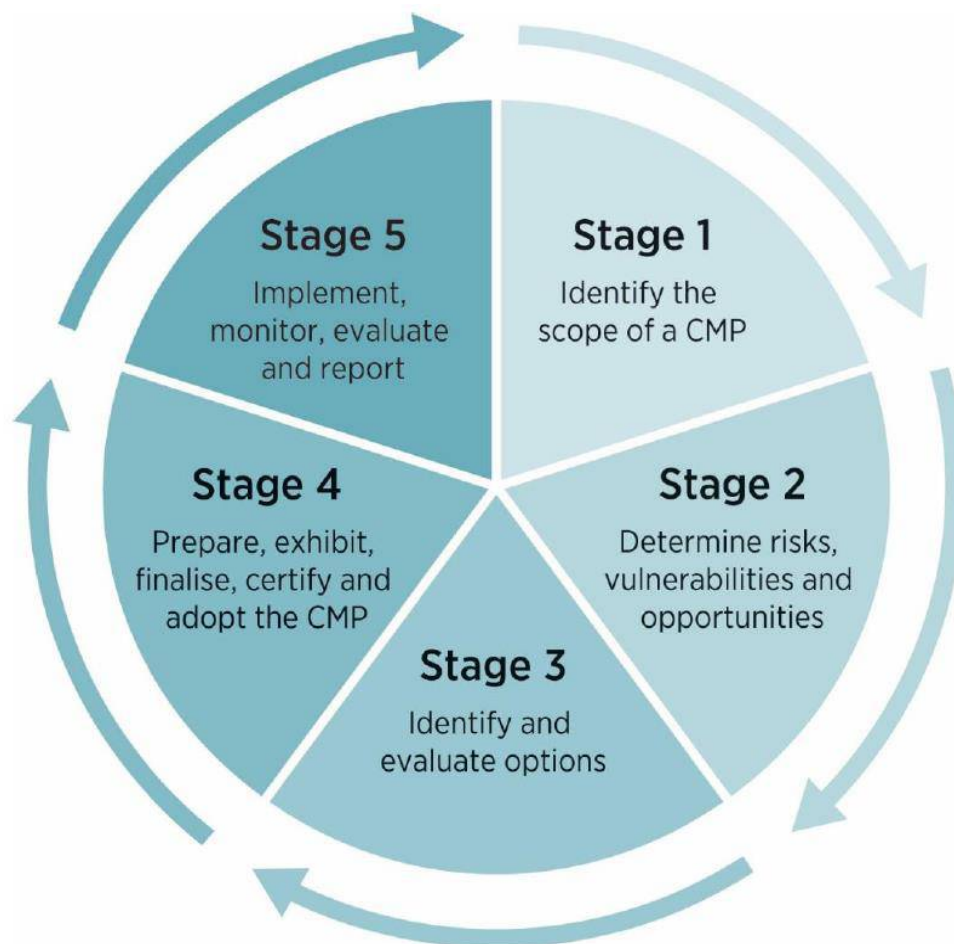 Stage 1
Identify the
scope of a CMP
Stage 2
Determine risks,
vulnerabilities and
opportunities
Stage 3
Identify and
evaluate options
Stage 4
Prepare, exhibit,
finalise, certify and
adopt the CMP
Stage 5
Implement,
monitor, evaluate
and report